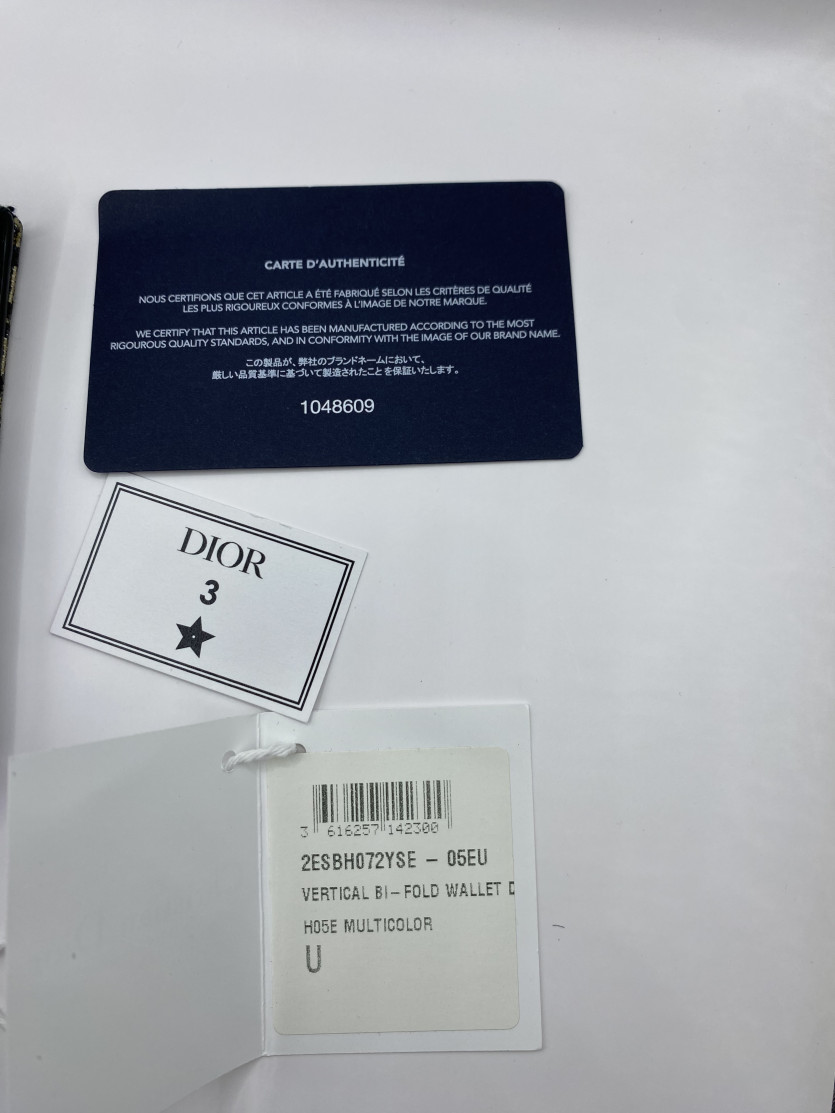 CARTE D'AUTHENTICITÉ
NOUS CERTIFIONS QUE CET ARTICLE A ÉTÉ FABRIQUÉ SELON LES CRITÈRES DE QUALITÉ
LES PLUS RIGOUREUX CONFORMES À L'IMAGE DE NOTRE MARQUE.
WE CERTIFY THAT THIS ARTICLE HAS BEEN MANUFACTURED ACCORDING TO THE MOST
RIGOUROUS QUALITY STANDARDS, AND IN CONFORMITY WITH THE IMAGE OF OUR BRAND NAME.
この製品が、弊社のブランドネームにおいて、
厳しい品質基準に基づいて製造されたことを保証いたします。
1048609
DIOR
3
3 616257 142300
2ESBH072YSE - 05EU
VERTICAL BI-FOLD WALLET D
H05E MULTICOLOR
U